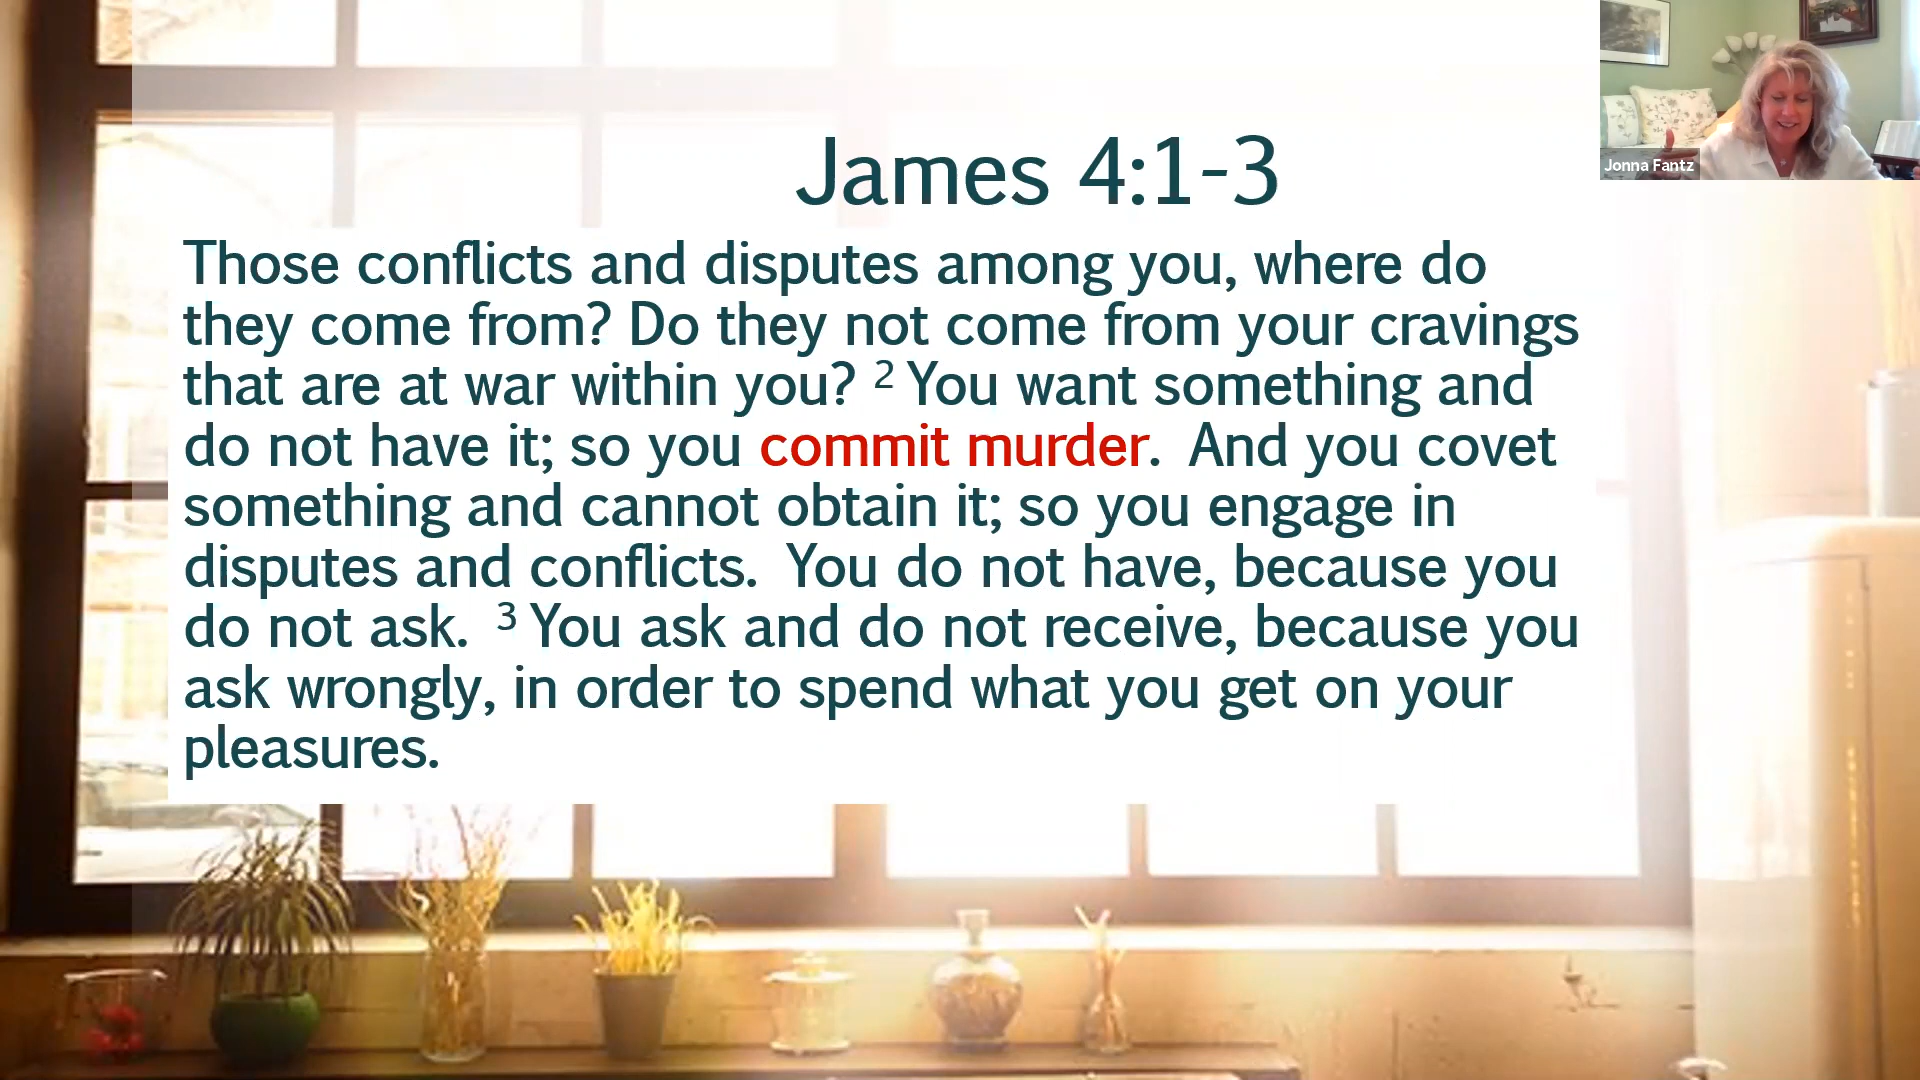 James 4:1-3
Those conflicts and disputes among you, where do
they come from? Do they not come from your cravings
that are at war within you? ² You want something and
do not have it; so you commit murder. And you covet
something and cannot obtain it; so you engage in
disputes and conflicts. You do not have, because you
do not ask. ³ You ask and do not receive, because you
ask wrongly, in order to spend what you get on your
pleasures.
Jonna Fantz